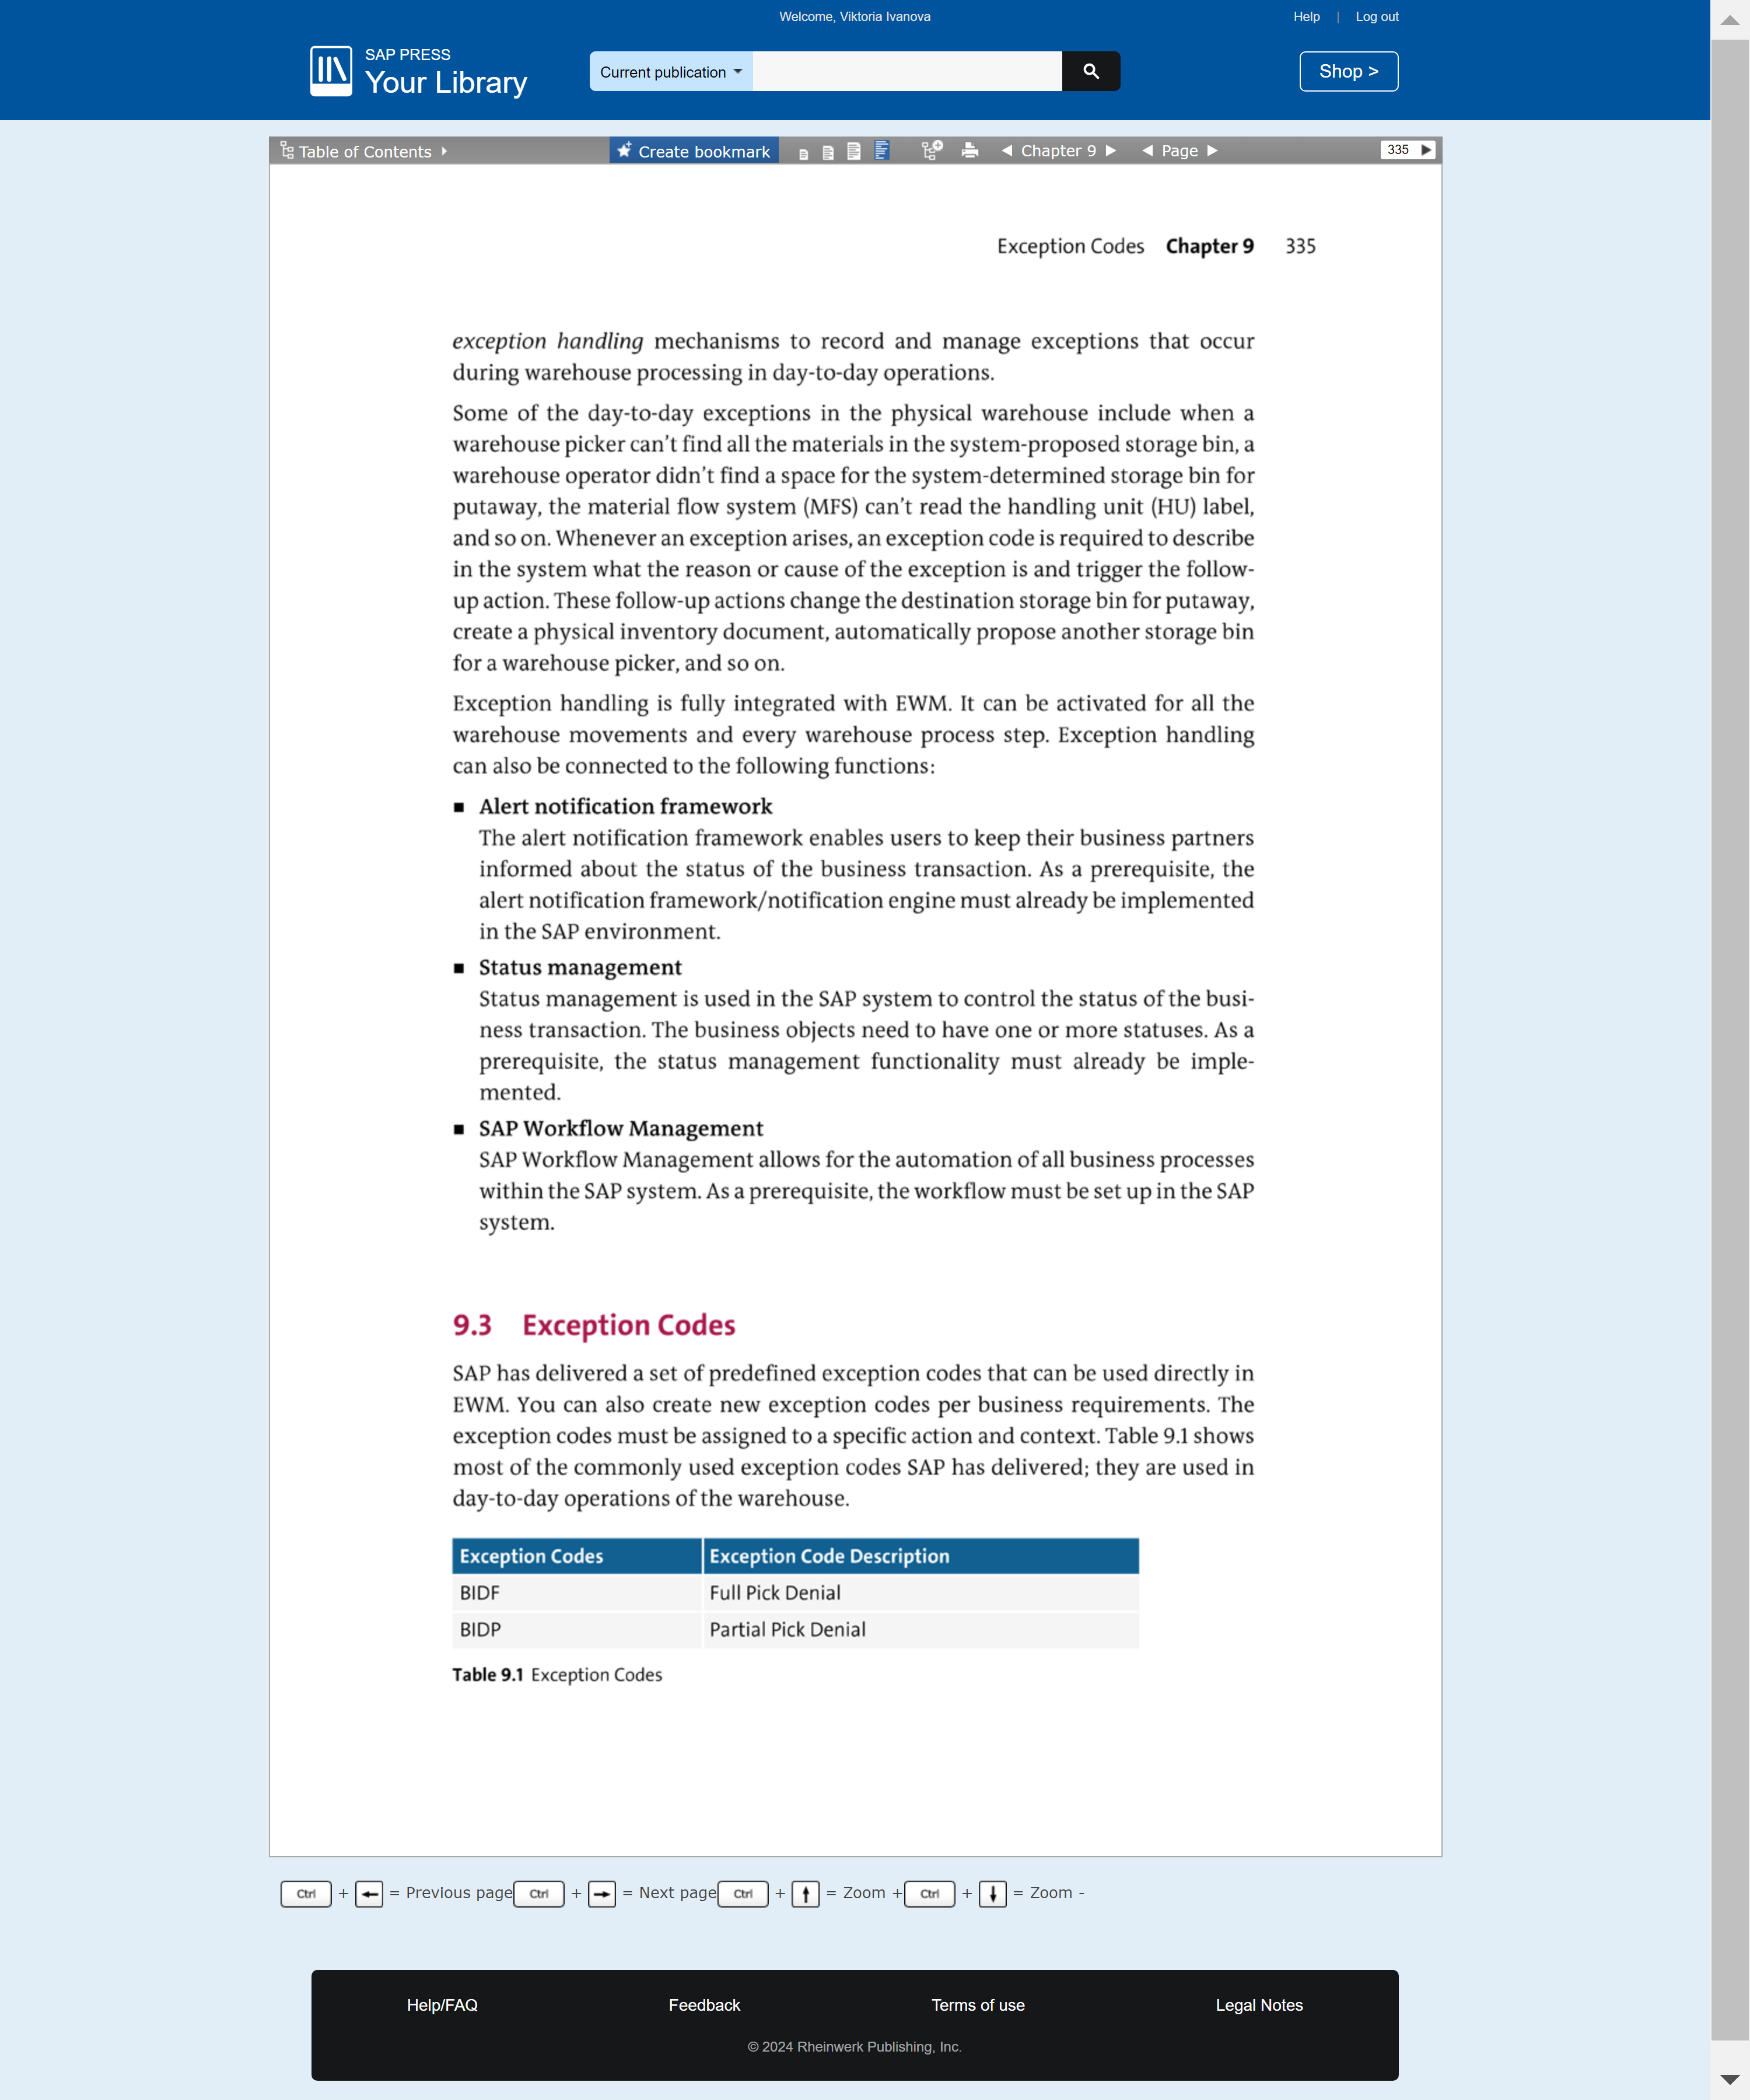 Welcome, Viktoria Ivanova
Help | Log out
SAP PRESS
Your Library
Current publication
Shop >
Table of Contents
Create bookmark
Chapter 9
Page
335
Exception Codes Chapter 9 335
exception handling mechanisms to record and manage exceptions that occur
during warehouse processing in day-to-day operations.
Some of the day-to-day exceptions in the physical warehouse include when a
warehouse picker can't find all the materials in the system-proposed storage bin, a
warehouse operator didn't find a space for the system-determined storage bin for
putaway, the material flow system (MFS) can't read the handling unit (HU) label,
and so on. Whenever an exception arises, an exception code is required to describe
in the system what the reason or cause of the exception is and trigger the follow-
up action. These follow-up actions change the destination storage bin for putaway,
create a physical inventory document, automatically propose another storage bin
for a warehouse picker, and so on.
Exception handling is fully integrated with EWM. It can be activated for all the
warehouse movements and every warehouse process step. Exception handling
can also be connected to the following functions:
■ Alert notification framework
The alert notification framework enables users to keep their business partners
informed about the status of the business transaction. As a prerequisite, the
alert notification framework/notification engine must already be implemented
in the SAP environment.
■ Status management
Status management is used in the SAP system to control the status of the busi-
ness transaction. The business objects need to have one or more statuses. As a
prerequisite, the status management functionality must already be imple-
mented.
■ SAP Workflow Management
SAP Workflow Management allows for the automation of all business processes
within the SAP system. As a prerequisite, the workflow must be set up in the SAP
system.
9.3 Exception Codes
SAP has delivered a set of predefined exception codes that can be used directly in
EWM. You can also create new exception codes per business requirements. The
exception codes must be assigned to a specific action and context. Table 9.1 shows
most of the commonly used exception codes SAP has delivered; they are used in
day-to-day operations of the warehouse.
Exception Codes Exception Code Description
BIDF Full Pick Denial
BIDP Partial Pick Denial
Table 9.1 Exception Codes
Ctrl + ← = Previous page Ctrl + → = Next page Ctrl + ↑ = Zoom + Ctrl + ↓ = Zoom -
Help/FAQ Feedback Terms of use Legal Notes
© 2024 Rheinwerk Publishing, Inc.